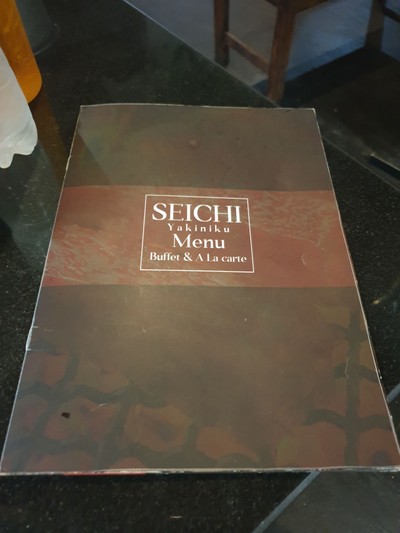 SEICHI
Yakiniku
Menu
Buffet & A La carte